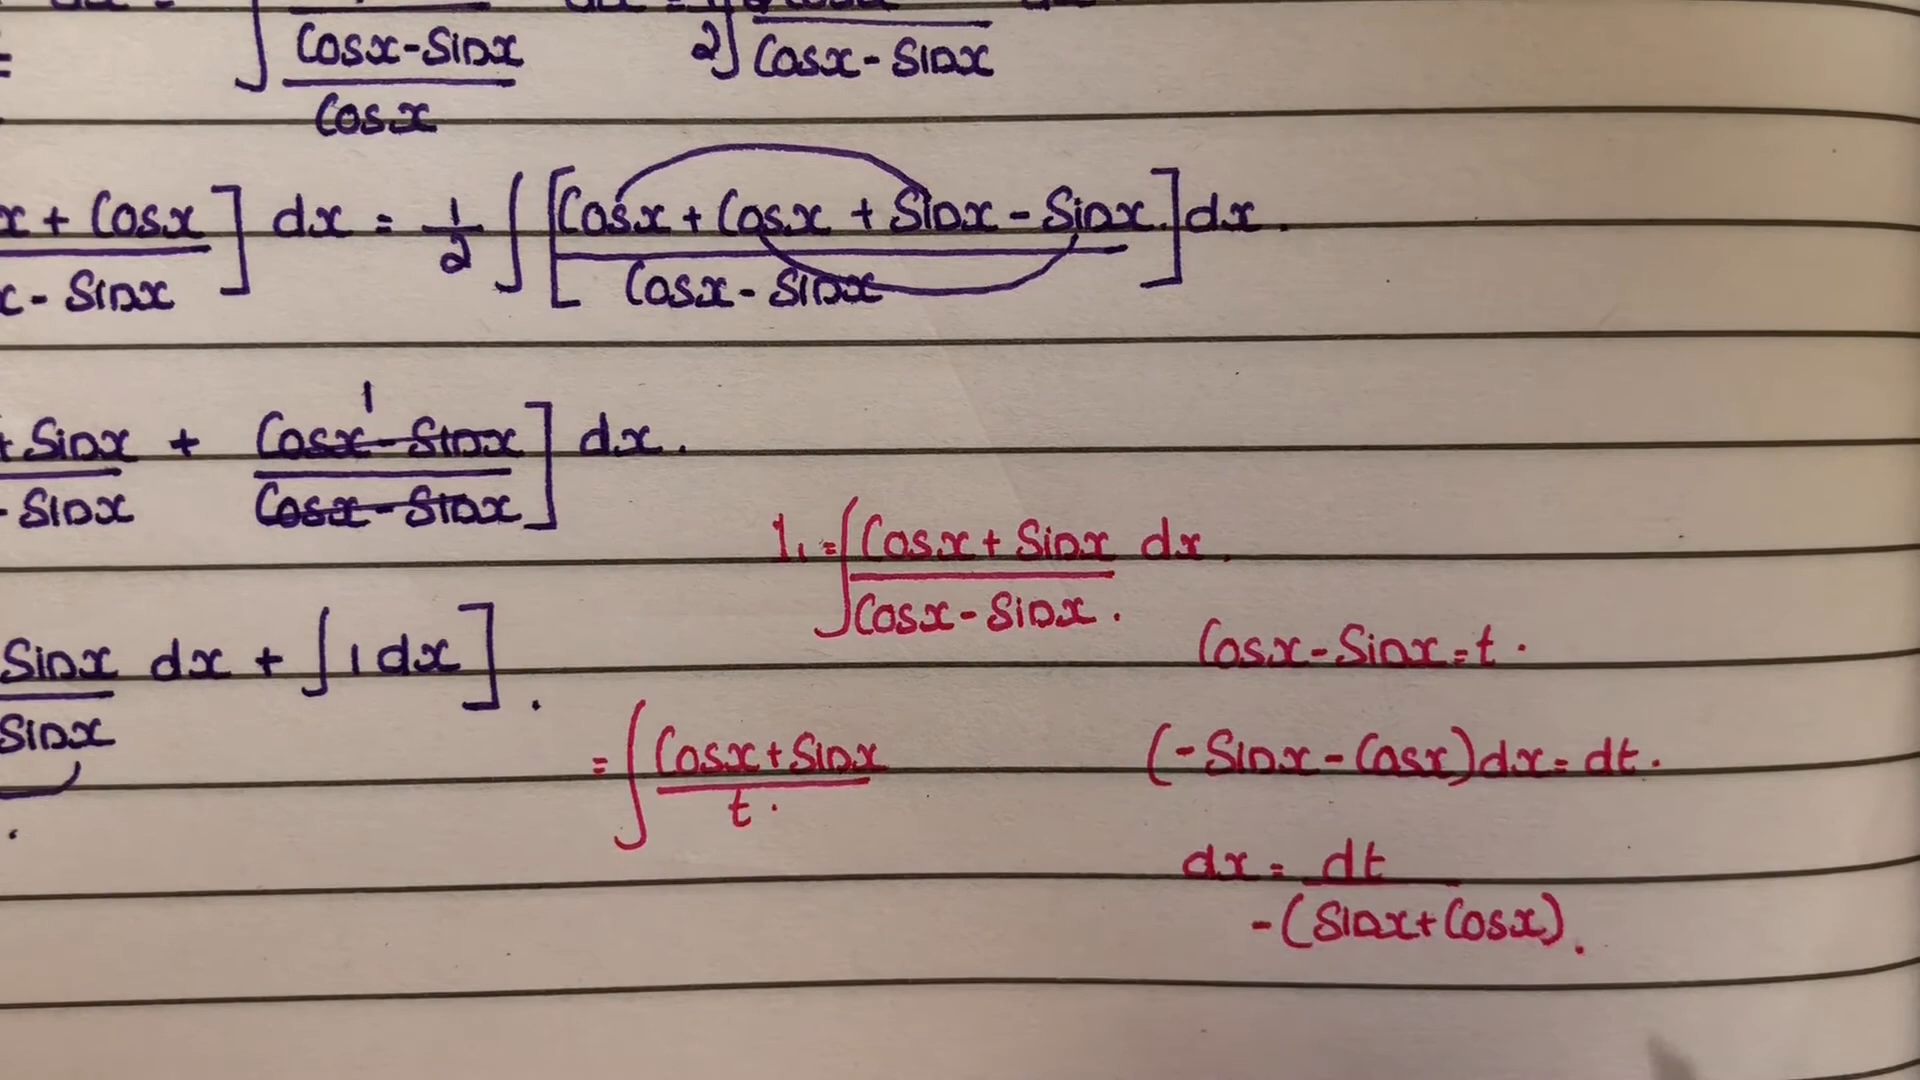 = ∫ Cosx-Sinx / Cosx 2∫ Cosx-Sinx
x + Cosx / x - Sinx] dx = 1/2 ∫ [Cosx + Cosx + Sinx - Sinx / Cosx - Sinx] dx.
+ Sinx / - Sinx + Cosx - Sinx / Cosx - Sinx] dx. 1
I₁ = ∫ Cosx + Sinx / Cosx - Sinx. dx.
Sinx / Sinx dx + ∫ 1 dx].
Cosx - Sinx = t.
= ∫ Cosx + Sinx / t.
(-Sinx - Cosx) dx = dt.
dx = dt / -(Sinx + Cosx).